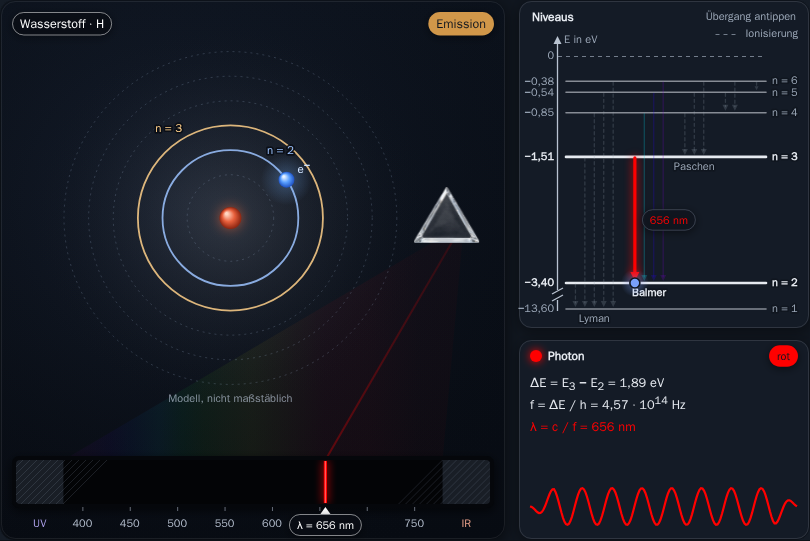 Wasserstoff · H
Emission
n = 3
n = 2
e⁻
Modell, nicht maßstäblich
UV
400
450
500
550
600
λ = 656 nm
750
IR
Niveaus
Übergang antippen
Ionisierung
E in eV
0
−0,38
n = 6
−0,54
n = 5
−0,85
n = 4
−1,51
n = 3
Paschen
656 nm
−3,40
n = 2
Balmer
−13,60
n = 1
Lyman
Photon
rot
ΔE = E₃ − E₂ = 1,89 eV
f = ΔE / h = 4,57 · 10¹⁴ Hz
λ = c / f = 656 nm